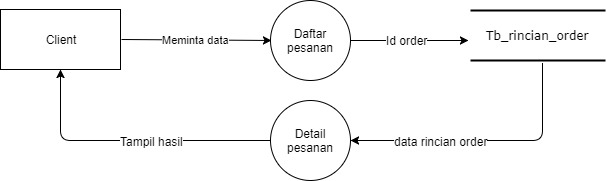 Client
Meminta data
Daftar
pesanan
Id order
Tb_rincian_order
Tampil hasil
Detail
pesanan
data rincian order